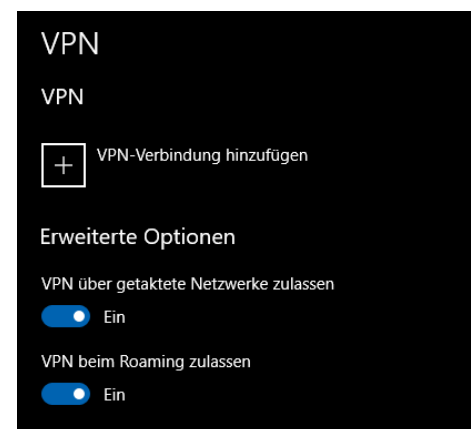 VPN
VPN
VPN-Verbindung hinzufügen
Erweiterte Optionen
VPN über getaktete Netzwerke zulassen
Ein
VPN beim Roaming zulassen
Ein